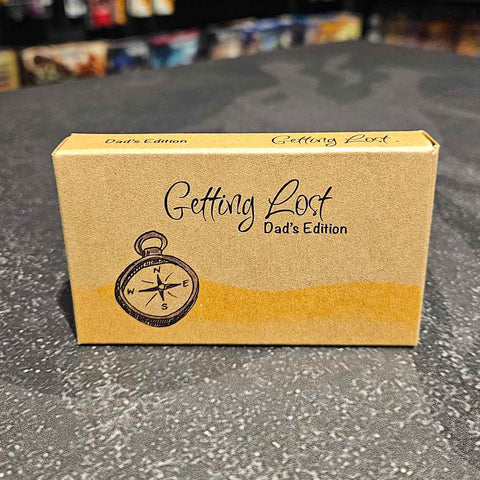 Dad's Edition
Getting Lost.
Getting Lost
Dad's Edition
N
W E
S